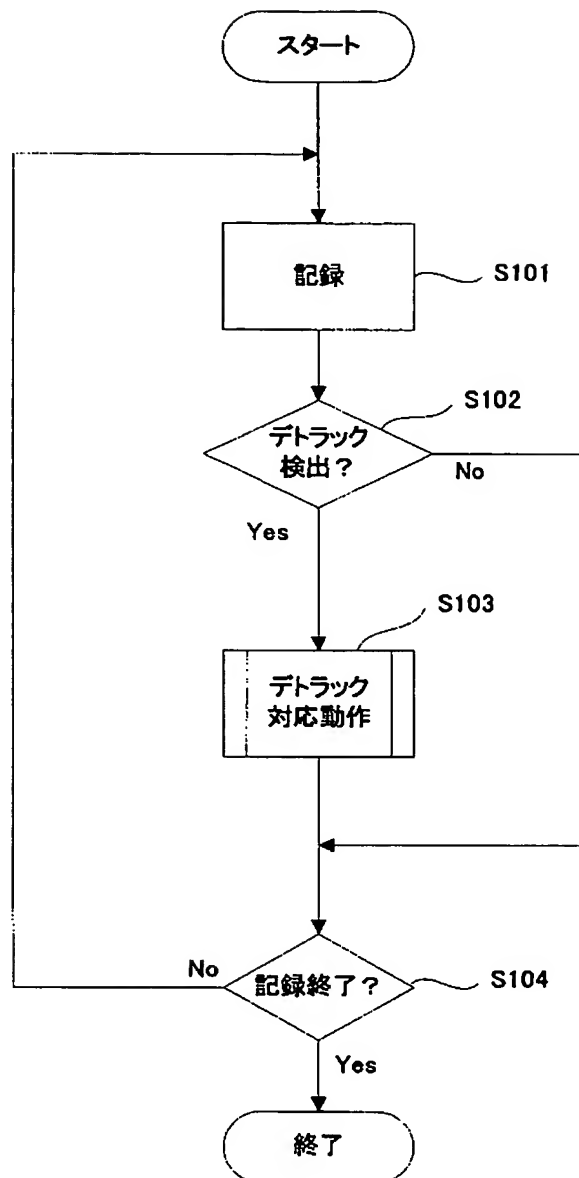 スタート
記録
S101
S102
デトラック
検出？
No
Yes
S103
デトラック
対応動作
No
記録終了？
S104
Yes
終了